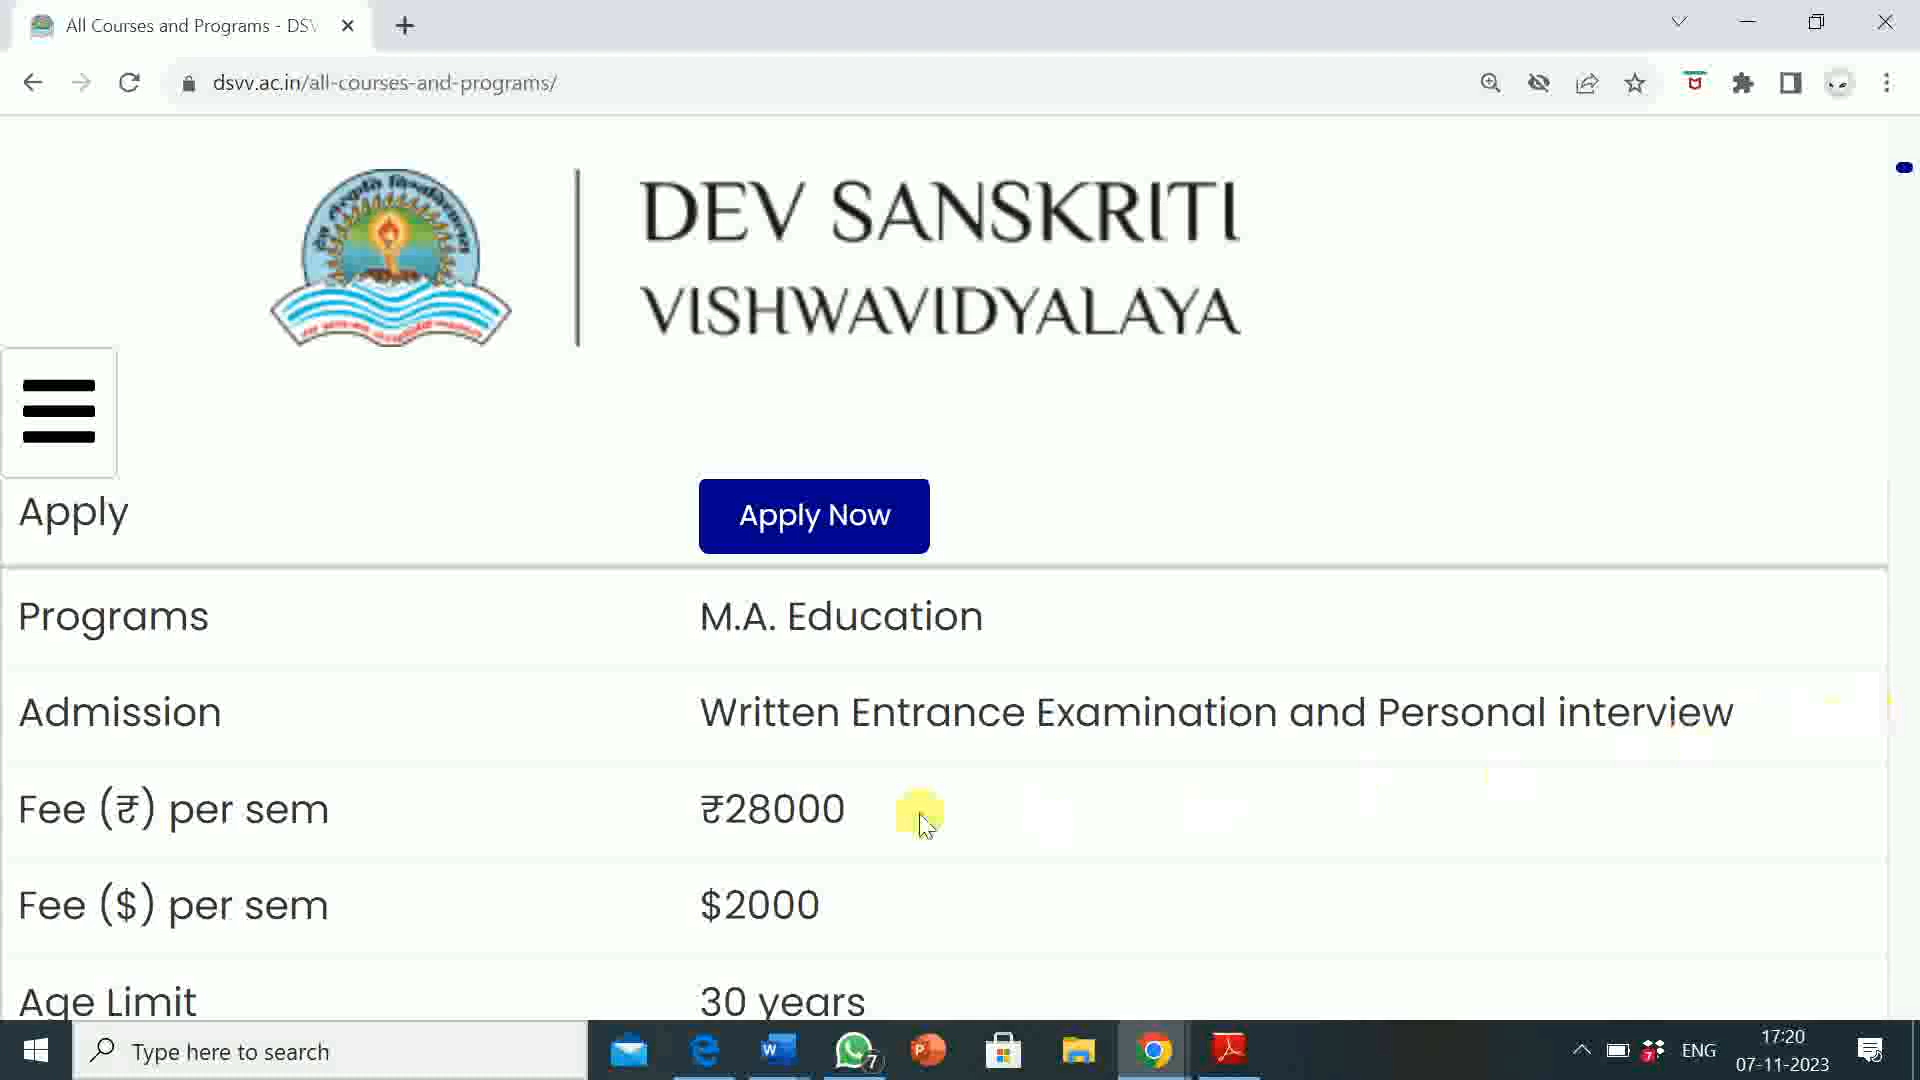 All Courses and Programs - DSV
dsvv.ac.in/all-courses-and-programs/
DEV SANSKRITI
VISHWAVIDYALAYA
Apply
Apply Now
Programs
M.A. Education
Admission
Written Entrance Examination and Personal interview
Fee (₹) per sem
₹28000
Fee ($) per sem
$2000
Age Limit
30 years
Type here to search
7
7
ENG
17:20
07-11-2023